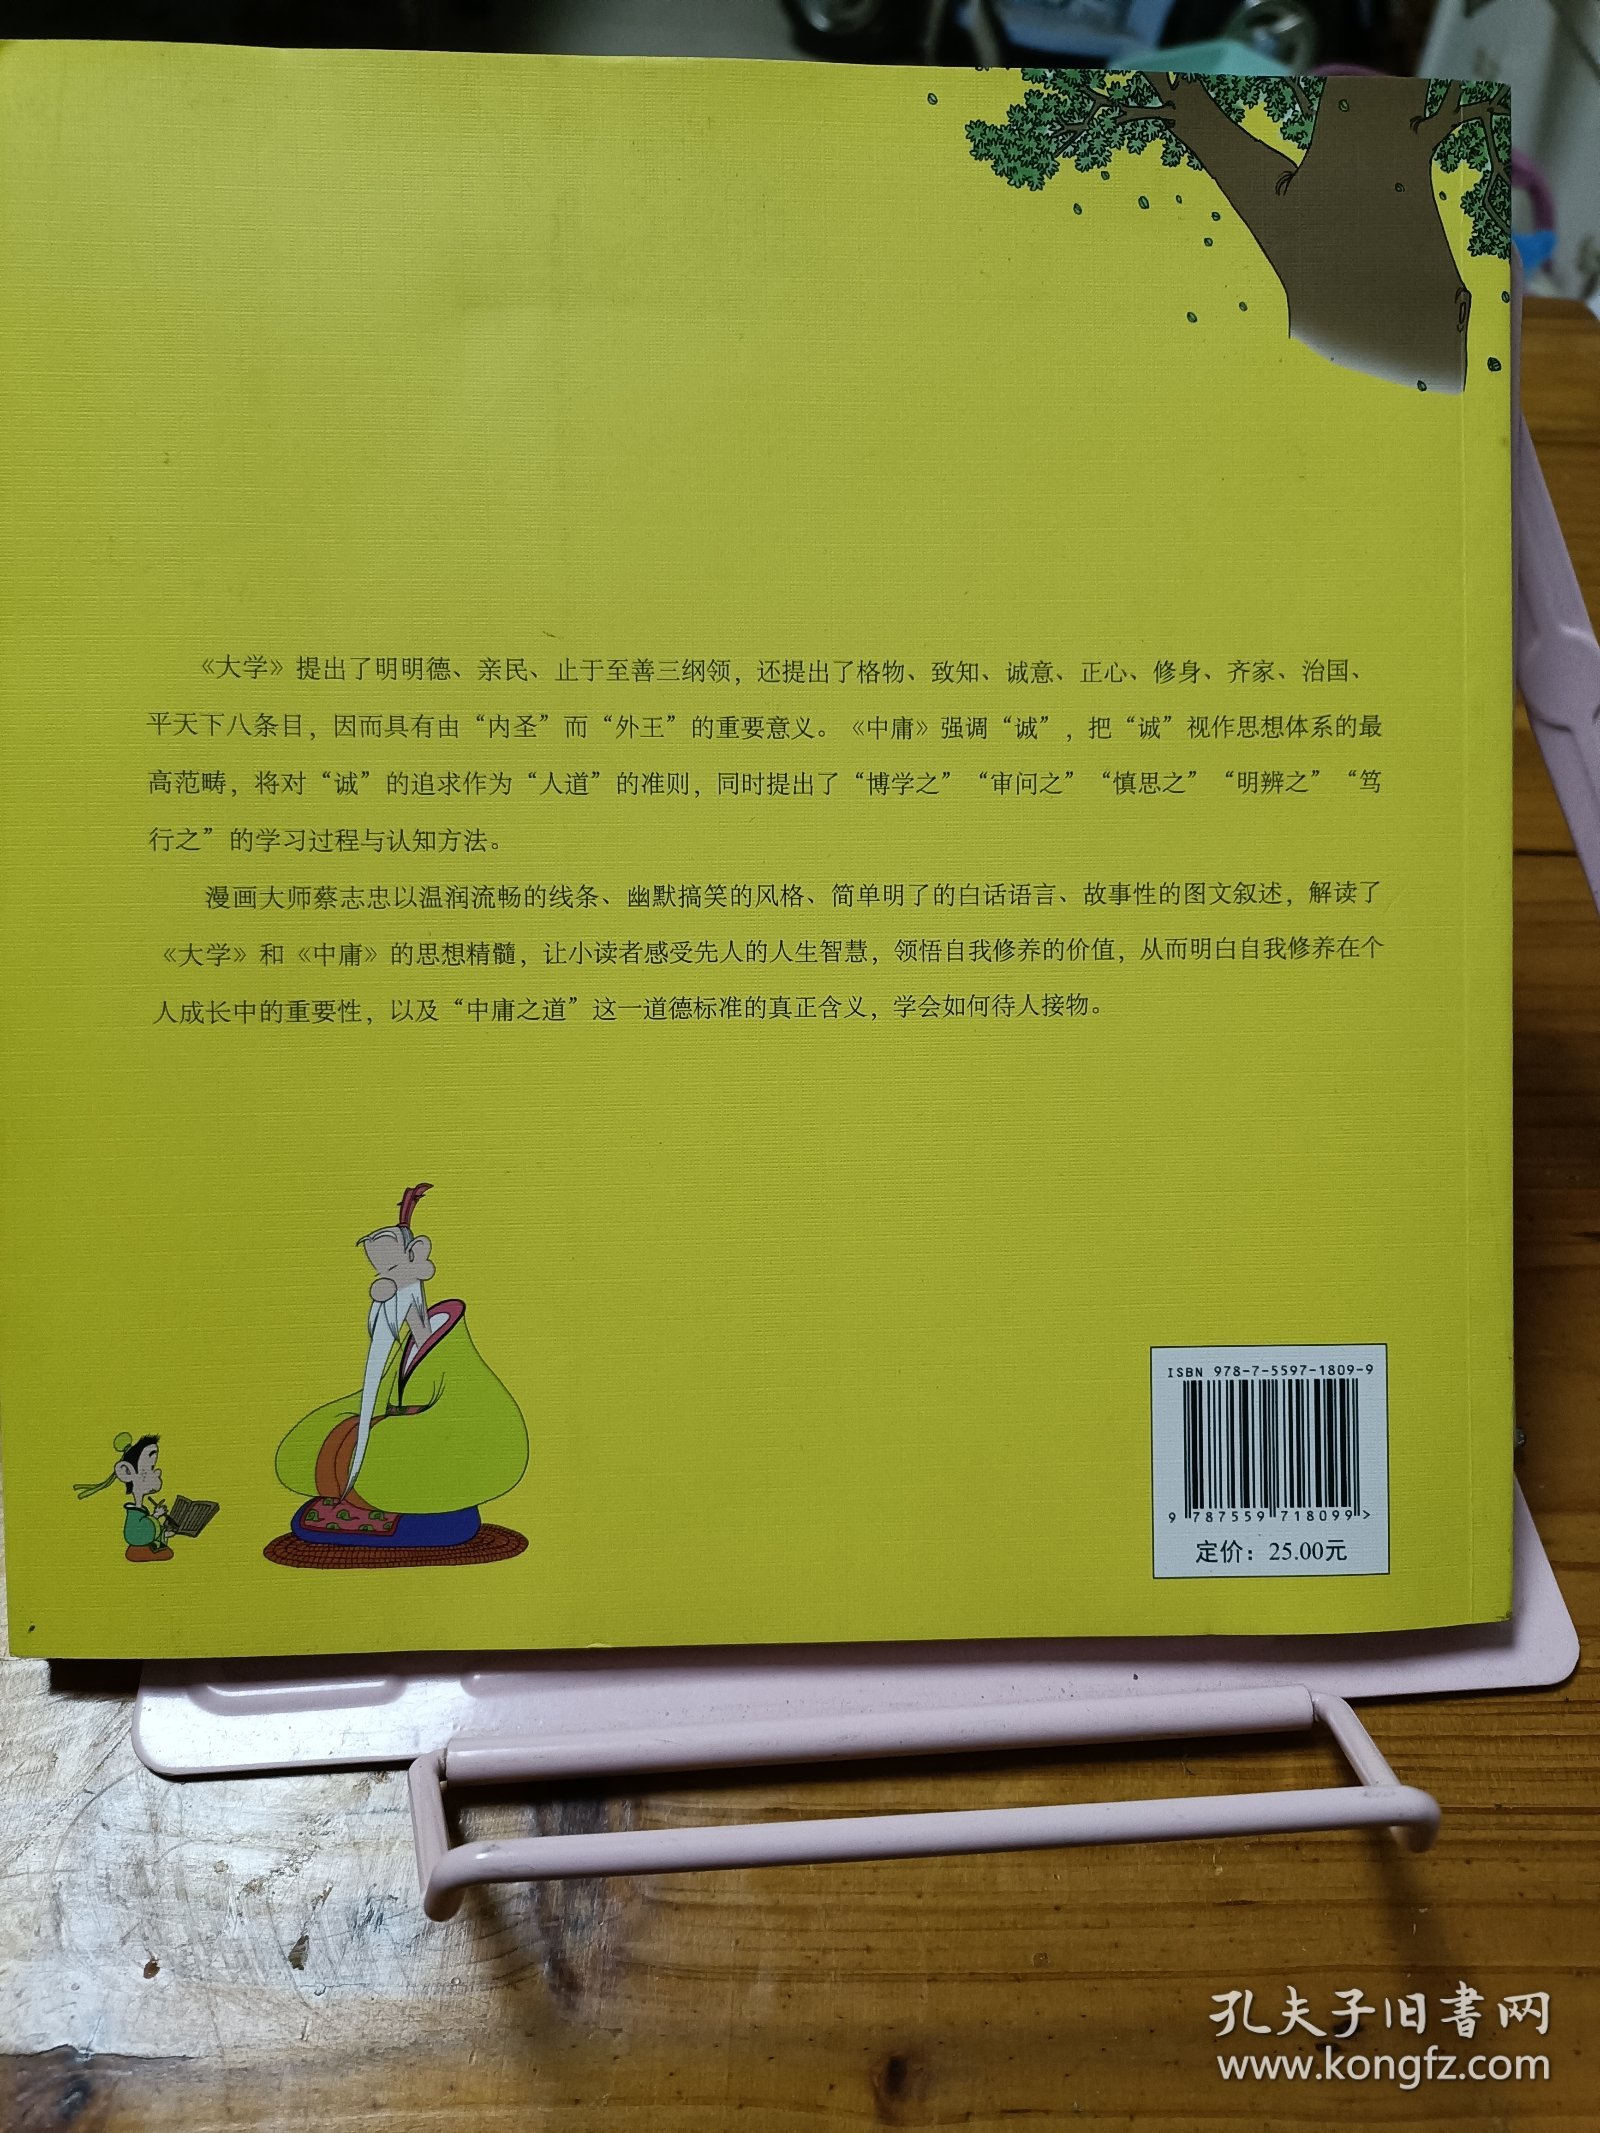 《大学》提出了明明德、亲民、止于至善三纲领，还提出了格物、致知、诚意、正心、修身、齐家、治国、
平天下八条目，因而具有由“内圣”而“外王”的重要意义。《中庸》强调“诚”，把“诚”视作思想体系的最
高范畴，将对“诚”的追求作为“人道”的准则，同时提出了“博学之”“审问之”“慎思之”“明辨之”“笃
行之”的学习过程与认知方法。
漫画大师蔡志忠以温润流畅的线条、幽默搞笑的风格、简单明了的白话语言、故事性的图文叙述，解读了
《大学》和《中庸》的思想精髓，让小读者感受先人的人生智慧，领悟自我修养的价值，从而明白自我修养在个
人成长中的重要性，以及“中庸之道”这一道德标准的真正含义，学会如何待人接物。
ISBN 978-7-5597-1809-9
9 787559 718099 >
定价：25.00元
孔夫子旧書网
www.kongfz.com